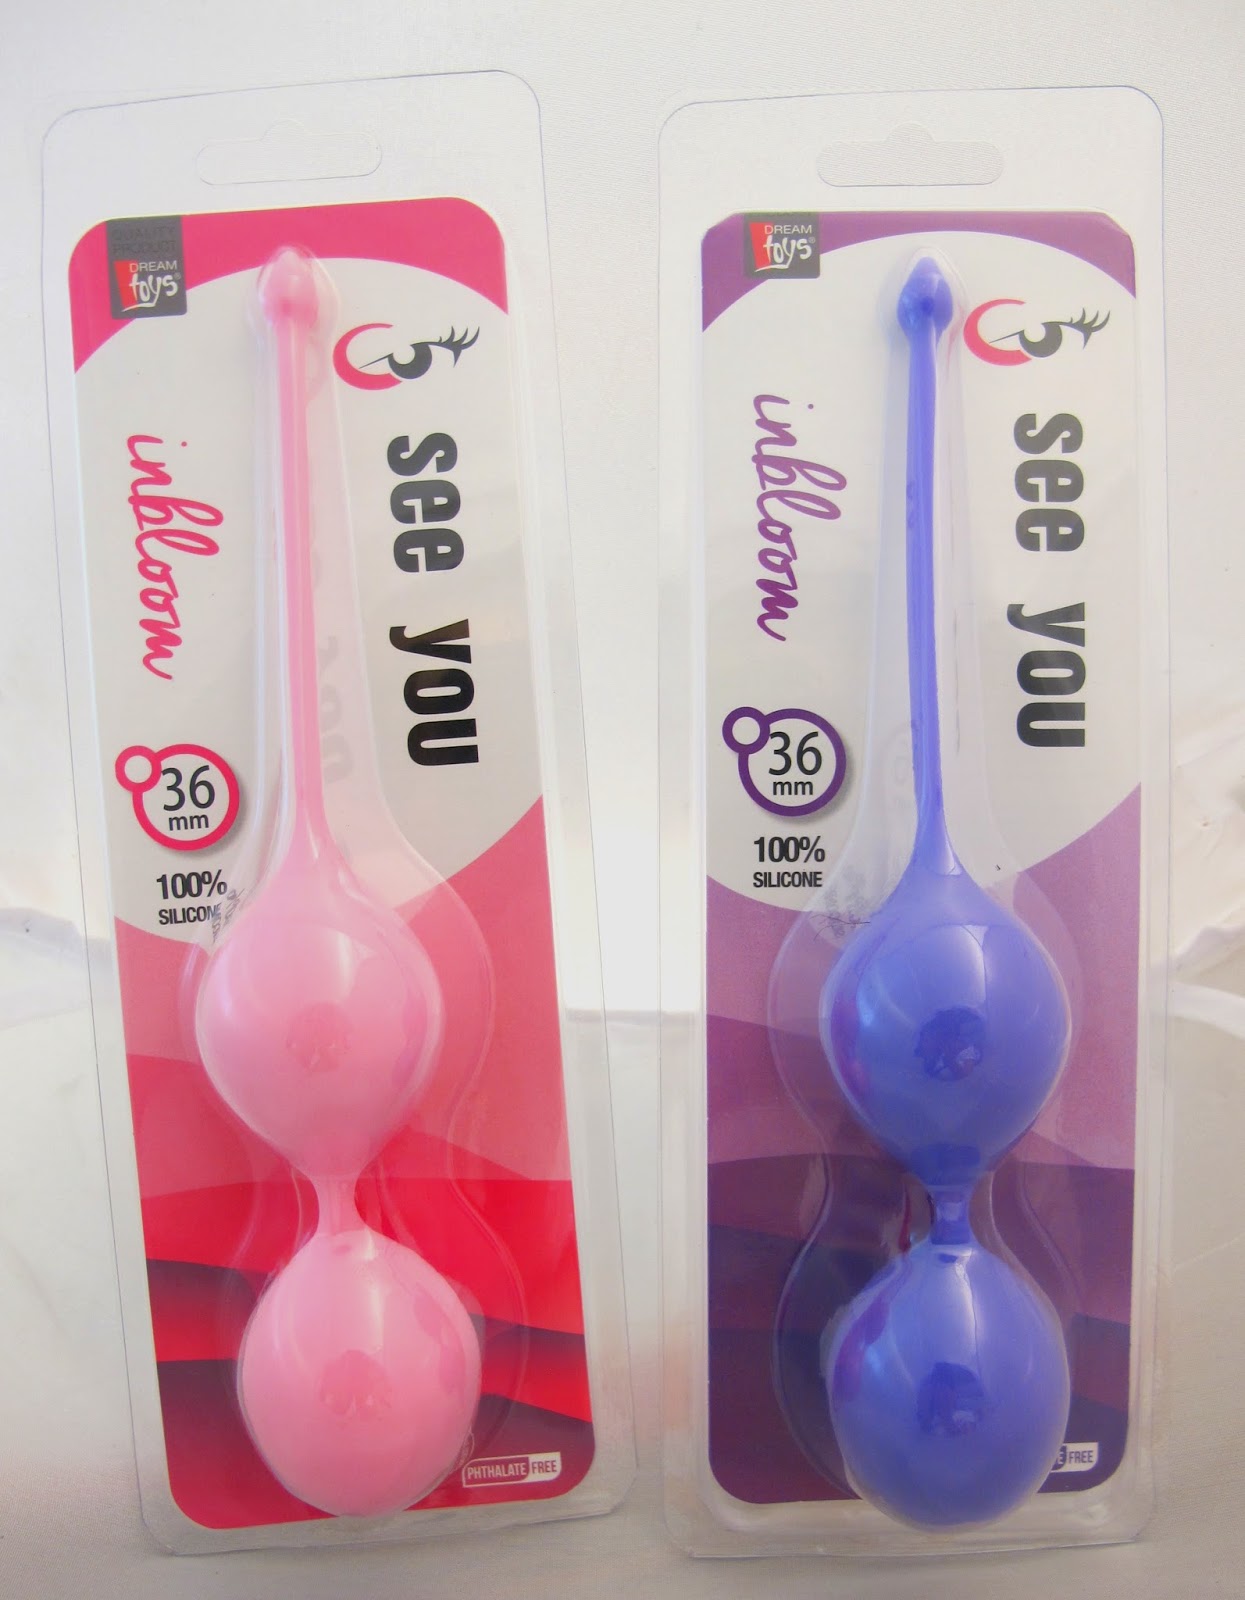 QUALITY
PRODUCT
DREAM
toys®
see you
inbloom
36
mm
100%
SILICONE
PHTHALATE FREE
DREAM
toys®
see you
inbloom
36
mm
100%
SILICONE
FREE